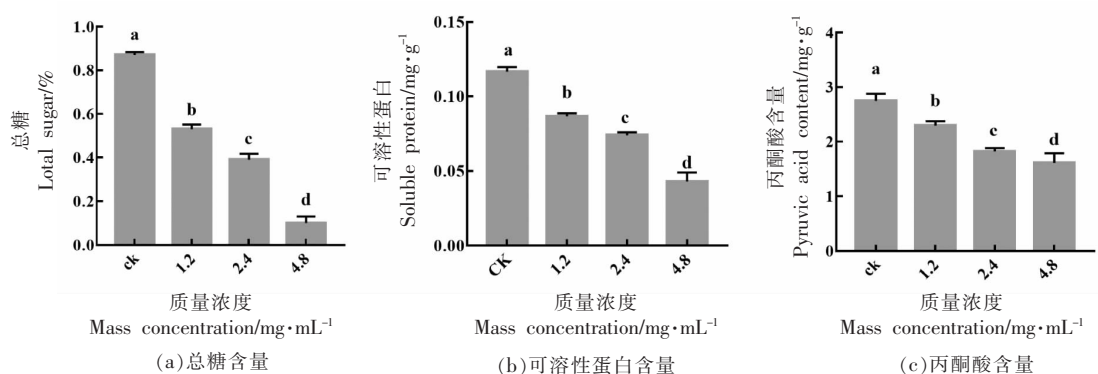 1.0
0.8
0.6
0.4
0.2
0.0
总糖
Lotal sugar/%
a
b
c
d
ck
1.2
2.4
4.8
质量浓度
Mass concentration/mg·mL⁻¹
(a)总糖含量
0.15
0.10
0.05
0.00
可溶性蛋白
Soluble protein/mg·g⁻¹
a
b
c
d
CK
1.2
2.4
4.8
质量浓度
Mass concentration/mg·mL⁻¹
(b)可溶性蛋白含量
4
3
2
1
0
丙酮酸含量
Pyruvic acid content/mg·g⁻¹
a
b
c
d
ck
1.2
2.4
4.8
质量浓度
Mass concentration/mg·mL⁻¹
(c)丙酮酸含量